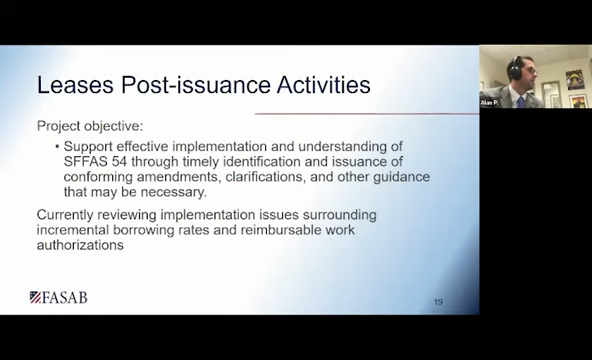 Leases Post-issuance Activities
Project objective:
• Support effective implementation and understanding of
SFFAS 54 through timely identification and issuance of
conforming amendments, clarifications, and other guidance
that may be necessary.
Currently reviewing implementation issues surrounding
incremental borrowing rates and reimbursable work
authorizations
FASAB
19
Alan P.